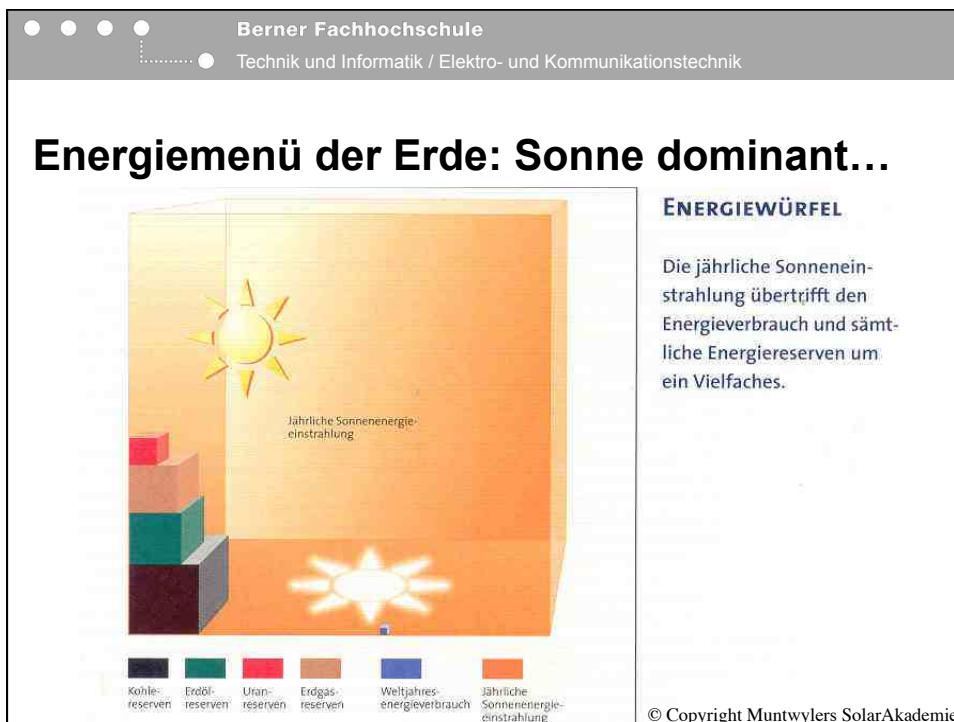 Berner Fachhochschule
Technik und Informatik / Elektro- und Kommunikationstechnik
Energiemenü der Erde: Sonne dominant…
ENERGIEWÜRFEL
Die jährliche Sonnenein-
strahlung übertrifft den
Energieverbrauch und sämt-
liche Energiereserven um
ein Vielfaches.
Jährliche Sonnenenergie-
einstrahlung
Kohle-
reserven
Erdöl-
reserven
Uran-
reserven
Erdgas-
reserven
Weltjahres-
energieverbrauch
Jährliche
Sonnenenergie-
einstrahlung
© Copyright Muntwylers SolarAkademie